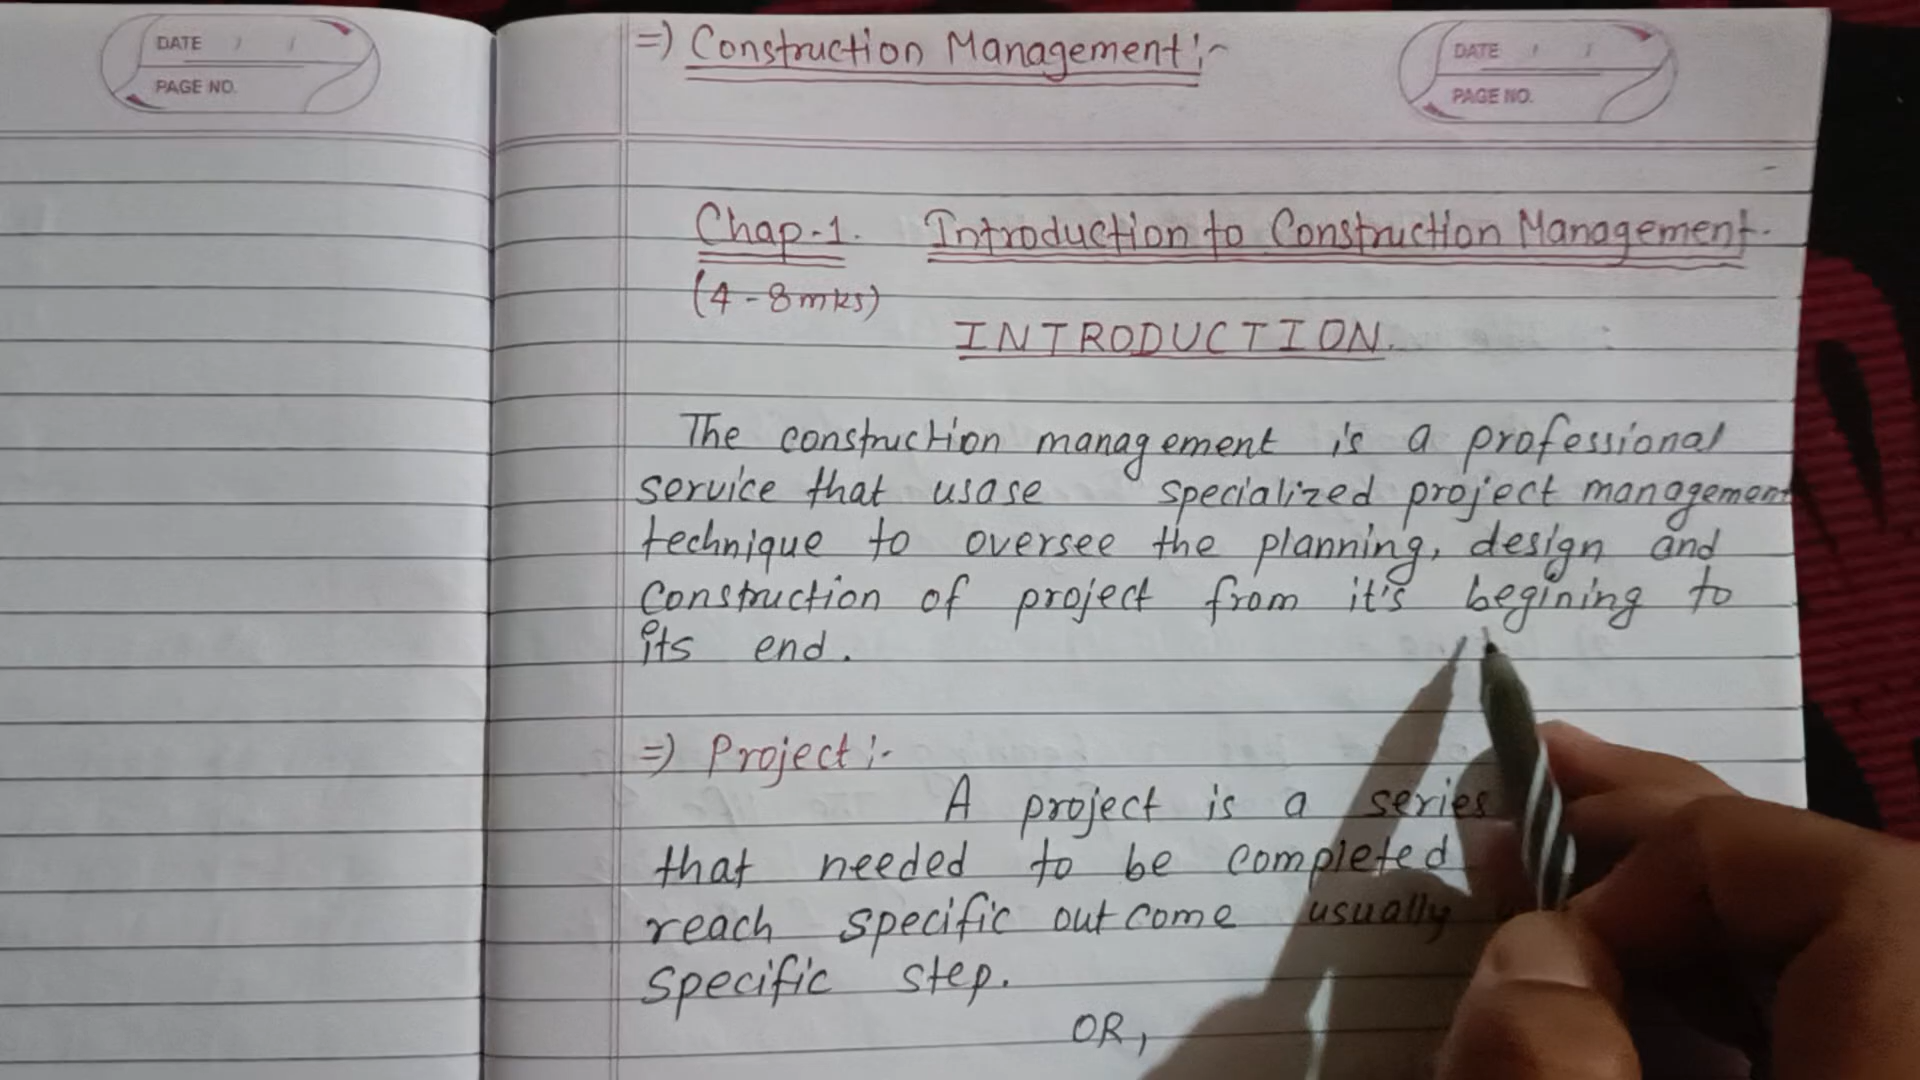 DATE / /
PAGE NO.
=) Construction Management :-
DATE / /
PAGE NO.
Chap-1. Introduction to Construction Management.
(4-8mks)
INTRODUCTION.
The construction management is a professional
service that usase specialized project management
technique to oversee the planning, design and
construction of project from it's begining to
its end.
=) Project :-
A project is a series
that needed to be completed
reach specific outcome usually
specific step.
OR,